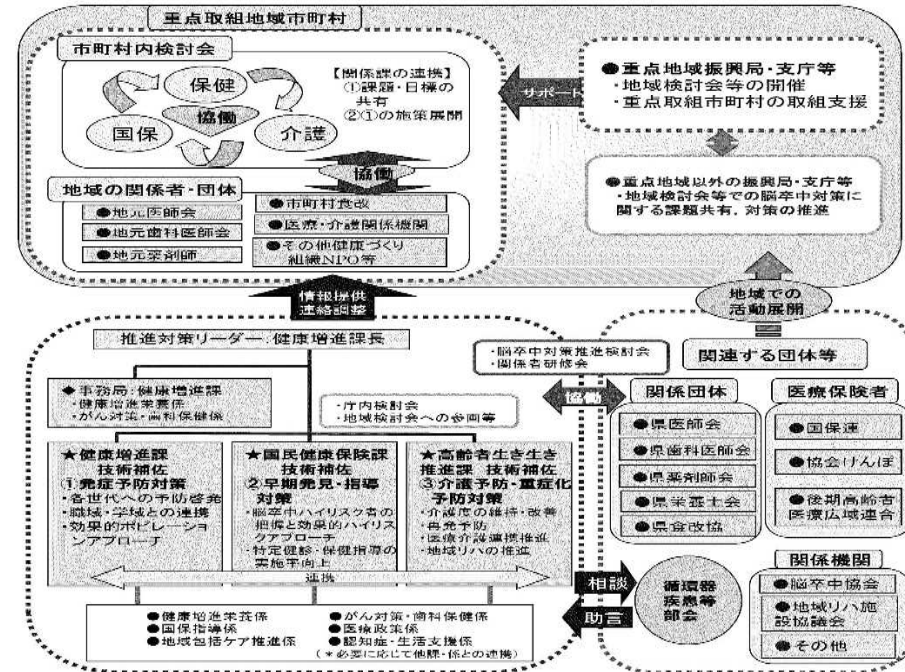 重点取組地域市町村
市町村内検討会
保健
国保
協働
介護
【関係課の連携】
①課題・目標の
共有
②①の施策展開
協働
地域の関係者・団体
●地元医師会
●地元歯科医師会
●地元薬剤師
●市町村食改
●医療・介護関係機関
●その他健康づくり
組織NPO等
サポート
●重点地域振興局・支庁等
・地域検討会等の開催
・重点取組市町村の取組支援
●重点地域以外の振興局・支庁等
・地域検討会等での脳卒中対策に
関する課題共有，対策の推進
情報提供
連絡調整
地域での
活動展開
推進対策リーダー：健康増進課長
◆事務局：健康増進課
・健康増進栄養係
・がん対策・歯科保健係
・脳卒中対策推進検討会
・関係者研修会
・庁内検討会
・地域検討会への参画等
協働
★健康増進課
技術補佐
①発症予防対策
・各世代への予防啓発
・職域・学域との連携
・効果的ポピレーショ
ンアプローチ
★国民健康保険課
技術補佐
②早期発見・指導
対策
・脳卒中ハイリスク者の
把握と効果的ハイリス
クアプローチ
・特定健診・保健指導の
実施率向上
★高齢者生き生き
推進課 技術補佐
③介護予防・重症化
予防対策
・介護度の維持・改善
・再発予防
・医療介護連携推進
・地域リハの推進
連携
●健康増進栄養係
●国保指導係
●地域包括ケア推進係
●がん対策・歯科保健係
●医療政策係
●認知症・生活支援係
(＊必要に応じて他課・係との連携)
相談
助言
関連する団体等
関係団体
●県医師会
●県歯科医師会
●県薬剤師会
●県栄養士会
●県食改協
医療保険者
●国保連
●協会けんぽ
●後期高齢者
医療広域連合
循環器
疾患等
部会
関係機関
●脳卒中協会
●地域リハ施
設協議会
●その他